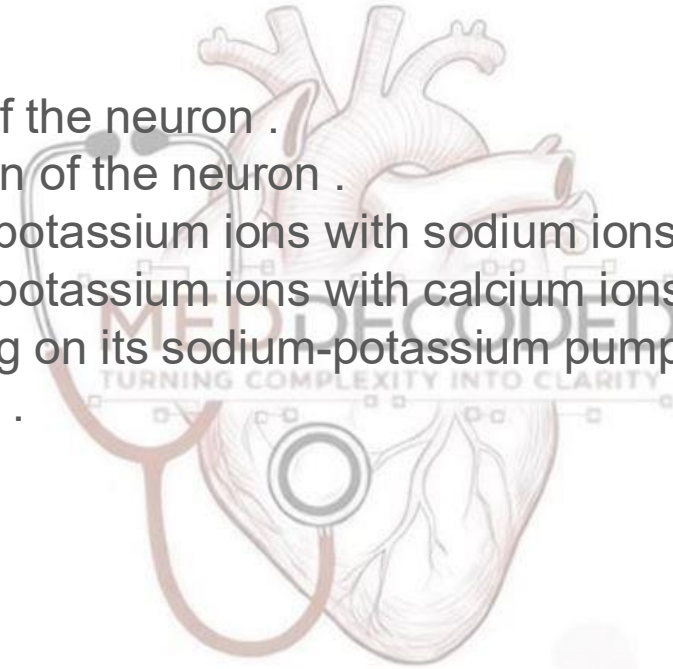 f the neuron .
n of the neuron .
potassium ions with sodium ions
potassium ions with calcium ions
MEDDECODED
g on its sodium-potassium pump
TURNING COMPLEXITY INTO CLARITY
.